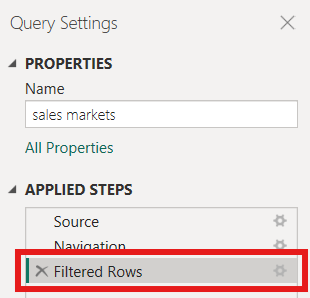 Query Settings
PROPERTIES
Name
sales markets
All Properties
APPLIED STEPS
Source
Navigation
Filtered Rows